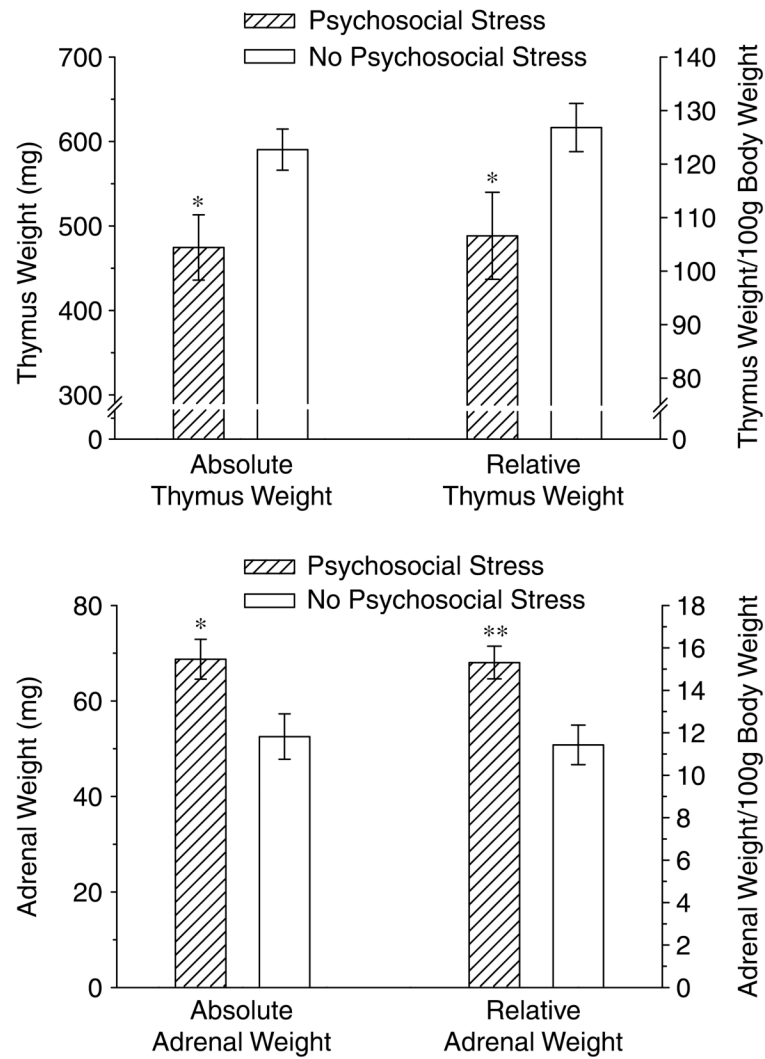 Psychosocial Stress
No Psychosocial Stress
Thymus Weight (mg)
700
600
500
400
300
0
*
*
140
130
120
110
100
90
80
0
Thymus Weight/100g Body Weight
Absolute
Thymus Weight
Relative
Thymus Weight
Psychosocial Stress
No Psychosocial Stress
Adrenal Weight (mg)
80
60
40
20
0
*
**
18
16
14
12
10
8
6
4
2
0
Adrenal Weight/100g Body Weight
Absolute
Adrenal Weight
Relative
Adrenal Weight